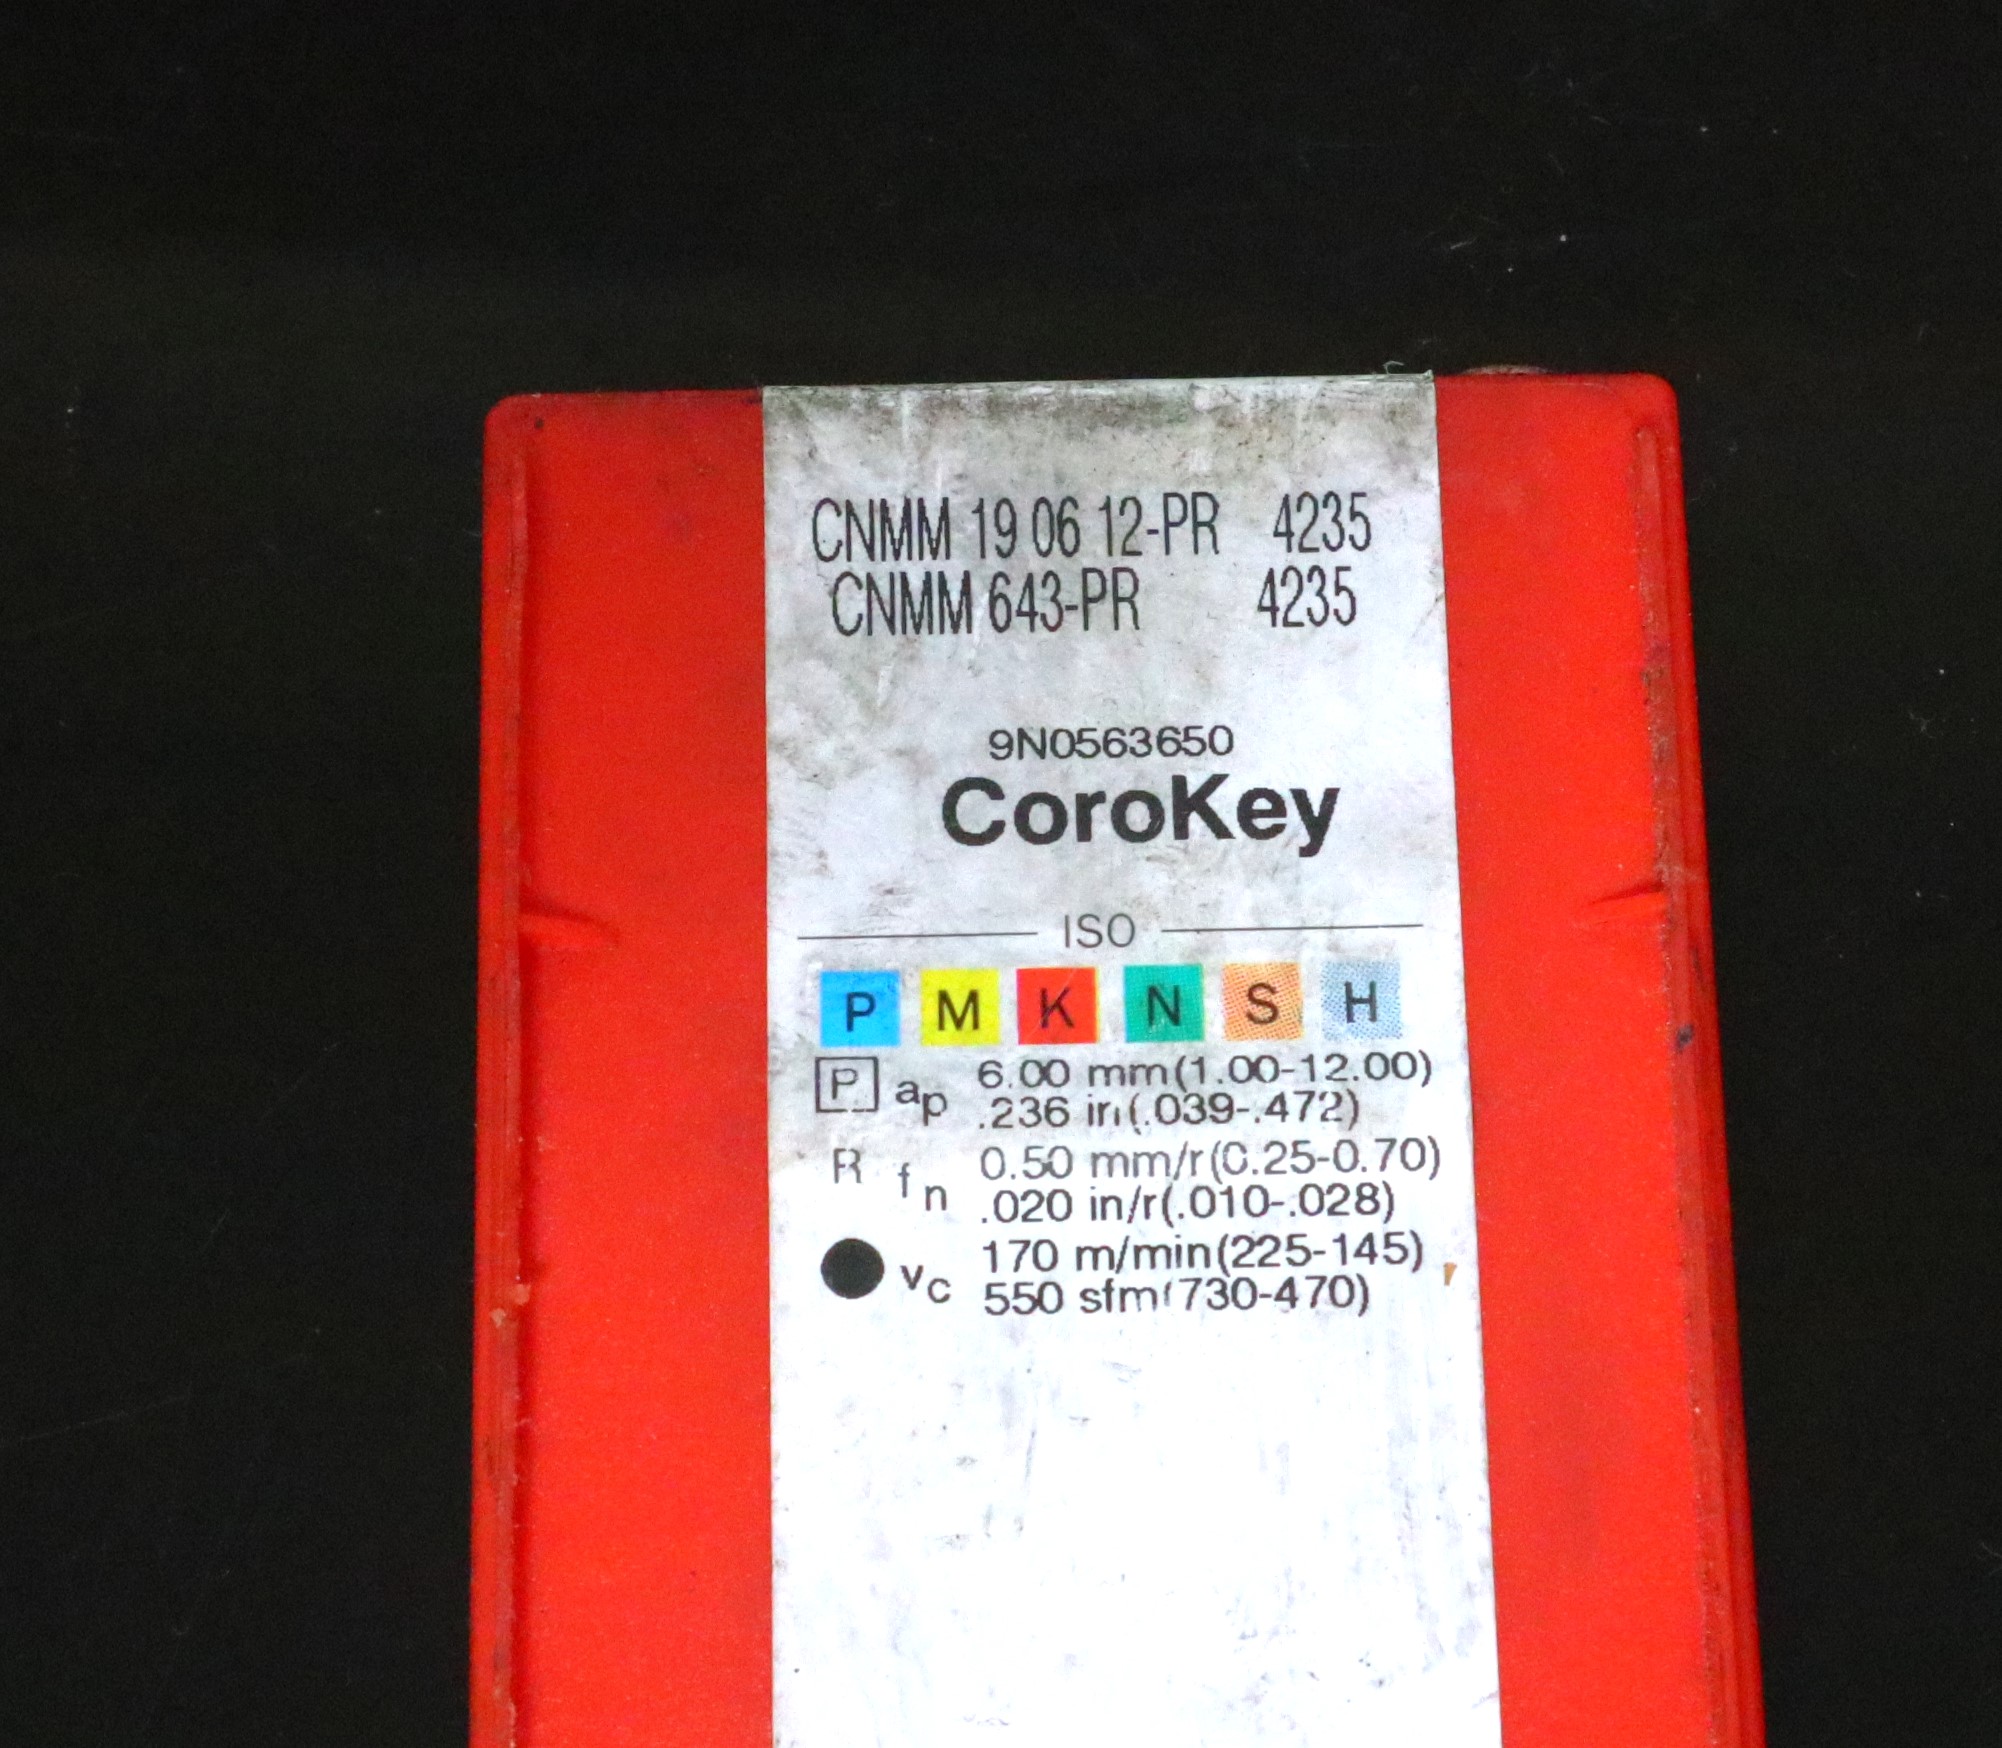 CNMM 19 06 12-PR 4235
CNMM 643-PR 4235
9N0563650
CoroKey
ISO
P M K N S H
P ap 6.00 mm(1.00-12.00)
.236 in(.039-.472)
R fn 0.50 mm/r(0.25-0.70)
.020 in/r(.010-.028)
vc 170 m/min(225-145)
550 sfm(730-470)